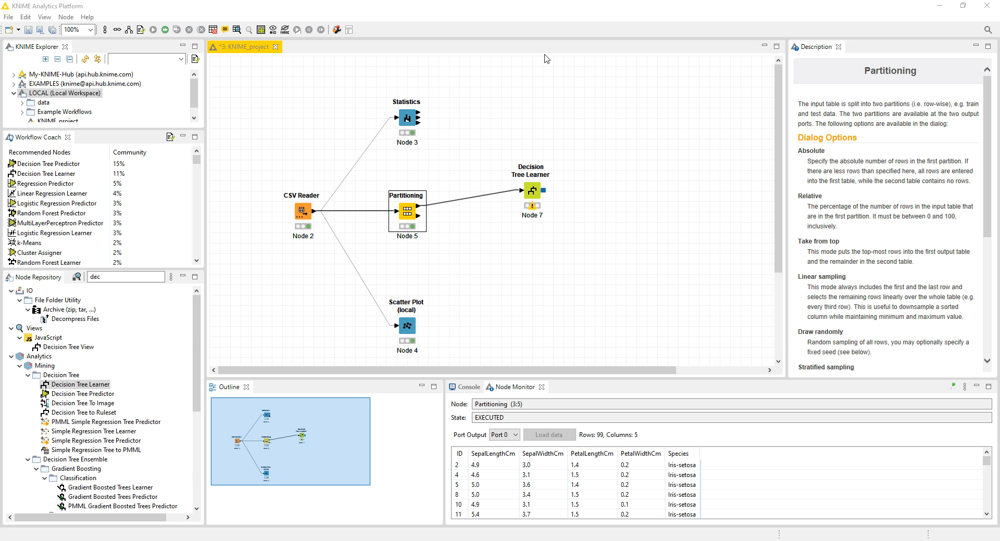 KNIME Analytics Platform
File Edit View Node Help
100%
#ID
NAME
KNIME Explorer
My-KNIME-Hub (api.hub.knime.com)
EXAMPLES (knime@api.hub.knime.com)
LOCAL (Local Workspace)
data
Example Workflows
KNIME_project
Workflow Coach
Recommended Nodes Community
Decision Tree Predictor 15%
Decision Tree Learner 11%
Regression Predictor 5%
Linear Regression Learner 4%
Logistic Regression Predictor 3%
Random Forest Predictor 3%
MultiLayerPerceptron Predictor 3%
Logistic Regression Learner 3%
k-Means 2%
Cluster Assigner 2%
Random Forest Learner 2%
Node Repository
dec
IO
File Folder Utility
Archive (zip, tar, ...)
Decompress Files
Views
JS JavaScript
Decision Tree View
Analytics
Mining
Decision Tree
Decision Tree Learner
Decision Tree Predictor
Decision Tree To Image
Decision Tree to Ruleset
PMML Simple Regression Tree Predictor
Simple Regression Tree Learner
Simple Regression Tree Predictor
Simple Regression Tree to PMML
Decision Tree Ensemble
Gradient Boosting
Classification
Gradient Boosted Trees Learner
Gradient Boosted Trees Predictor
PMML Gradient Boosted Trees Predictor
*3: KNIME_project
Statistics
Node 3
Decision
Tree Learner
Node 7
CSV Reader
Node 2
Partitioning
Node 5
Scatter Plot
(local)
Node 4
Description
Partitioning
The input table is split into two partitions (i.e. row-wise), e.g. train
and test data. The two partitions are available at the two output
ports. The following options are available in the dialog:
Dialog Options
Absolute
Specify the absolute number of rows in the first partition. If
there are less rows than specified here, all rows are entered
into the first table, while the second table contains no rows.
Relative
The percentage of the number of rows in the input table that
are in the first partition. It must be between 0 and 100,
inclusively.
Take from top
This mode puts the top-most rows into the first output table
and the remainder in the second table.
Linear sampling
This mode always includes the first and the last row and
selects the remaining rows linearly over the whole table (e.g.
every third row). This is useful to downsample a sorted
column while maintaining minimum and maximum value.
Draw randomly
Random sampling of all rows, you may optionally specify a
fixed seed (see below).
Stratified sampling
Outline
Console Node Monitor
Node: Partitioning (3:5)
State: EXECUTED
Port Output Port 0 Load data Rows: 99, Columns: 5
ID SepalLengthCm SepalWidthCm PetalLengthCm PetalWidthCm Species
2 4.9 3.0 1.4 0.2 Iris-setosa
4 4.6 3.1 1.5 0.2 Iris-setosa
5 5.0 3.6 1.4 0.2 Iris-setosa
8 5.0 3.4 1.5 0.2 Iris-setosa
10 4.9 3.1 1.5 0.1 Iris-setosa
11 5.4 3.7 1.5 0.2 Iris-setosa